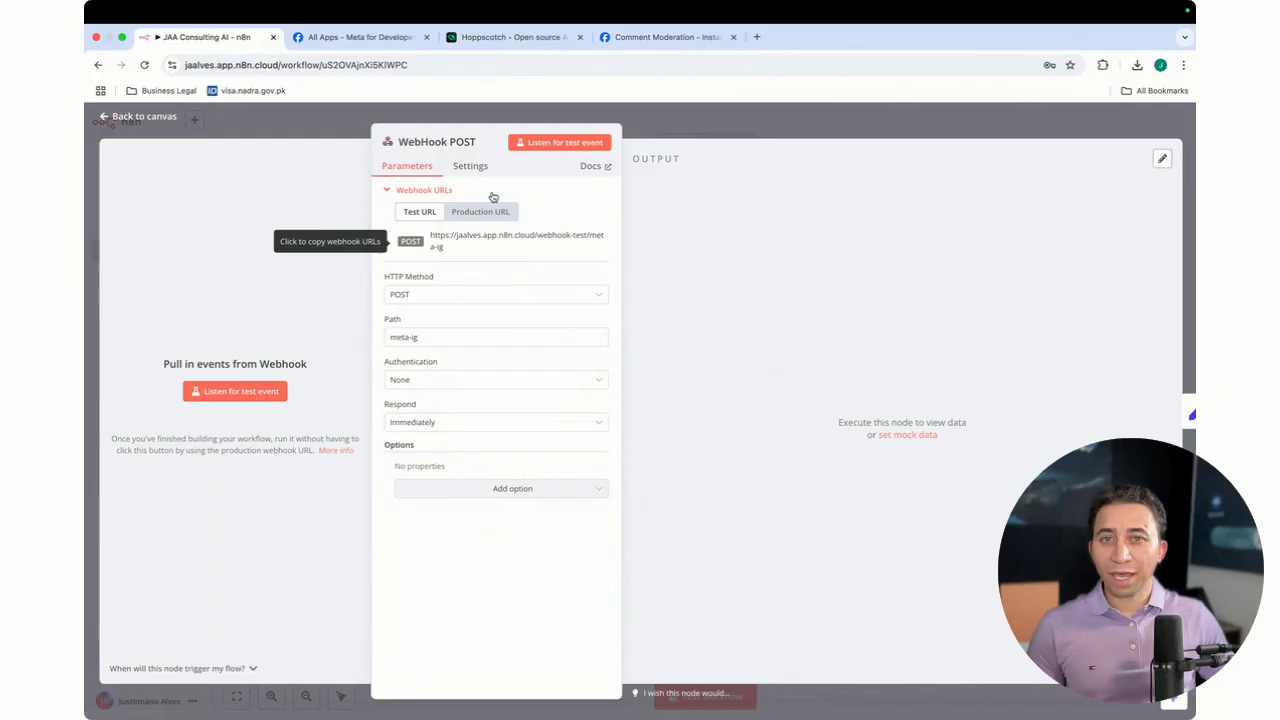 JAA Consulting AI - n8n
All Apps - Meta for Develope
Hoppscotch - Open source A
Comment Moderation - Insta
jaalves.app.n8n.cloud/workflow/uS2OVAjnXi5KlWPC
J
Business Legal
visa.nadra.gov.pk
All Bookmarks
Back to canvas
WebHook POST
Listen for test event
OUTPUT
Parameters
Settings
Docs
Webhook URLs
Test URL
Production URL
Click to copy webhook URLs
POST
https://jaalves.app.n8n.cloud/webhook-test/met
a-ig
HTTP Method
POST
Path
meta-ig
Authentication
None
Respond
Immediately
Options
No properties
Add option
Pull in events from Webhook
Listen for test event
Once you've finished building your workflow, run it without having to
click this button by using the production webhook URL. More info
Execute this node to view data
or set mock data
When will this node trigger my flow?
I wish this node would...
Justimiano Alves